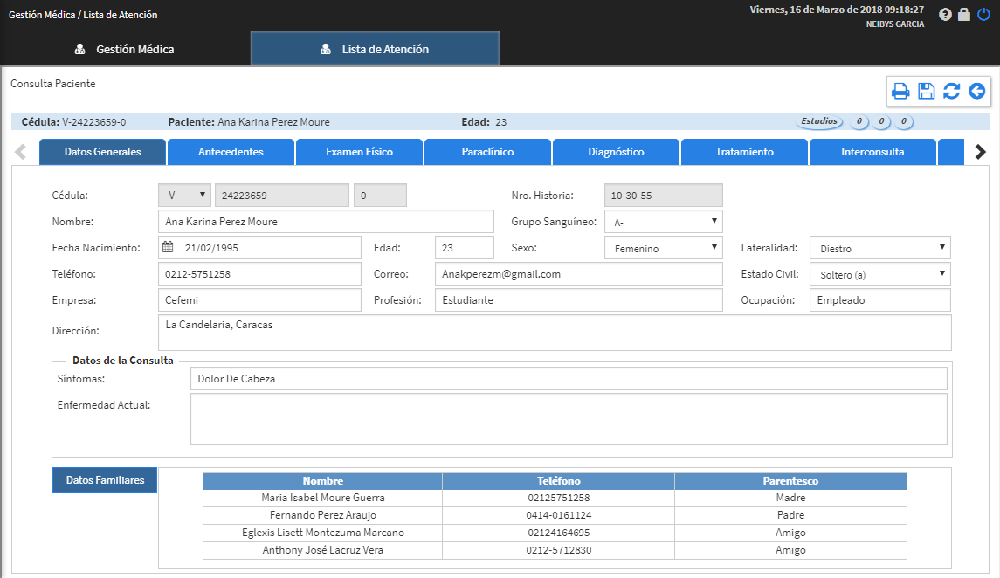 Gestión Médica / Lista de Atención
Viernes, 16 de Marzo de 2018 09:18:27
NEIBYS GARCIA
Gestión Médica
Lista de Atención
Consulta Paciente
Cédula: V-24223659-0 Paciente: Ana Karina Perez Moure Edad: 23 Estudios 0 0 0
Datos Generales Antecedentes Examen Físico Paraclínico Diagnóstico Tratamiento Interconsulta
Cédula: V 24223659 0 Nro. Historia: 10-30-55
Nombre: Ana Karina Perez Moure Grupo Sanguíneo: A-
Fecha Nacimiento: 21/02/1995 Edad: 23 Sexo: Femenino Lateralidad: Diestro
Teléfono: 0212-5751258 Correo: Anakperezm@gmail.com Estado Civil: Soltero (a)
Empresa: Cefemi Profesión: Estudiante Ocupación: Empleado
Dirección: La Candelaria, Caracas
Datos de la Consulta
Síntomas: Dolor De Cabeza
Enfermedad Actual:
Datos Familiares
Nombre Teléfono Parentesco
Maria Isabel Moure Guerra 02125751258 Madre
Fernando Perez Araujo 0414-0161124 Padre
Eglexis Lisett Montezuma Marcano 02124164695 Amigo
Anthony José Lacruz Vera 0212-5712830 Amigo